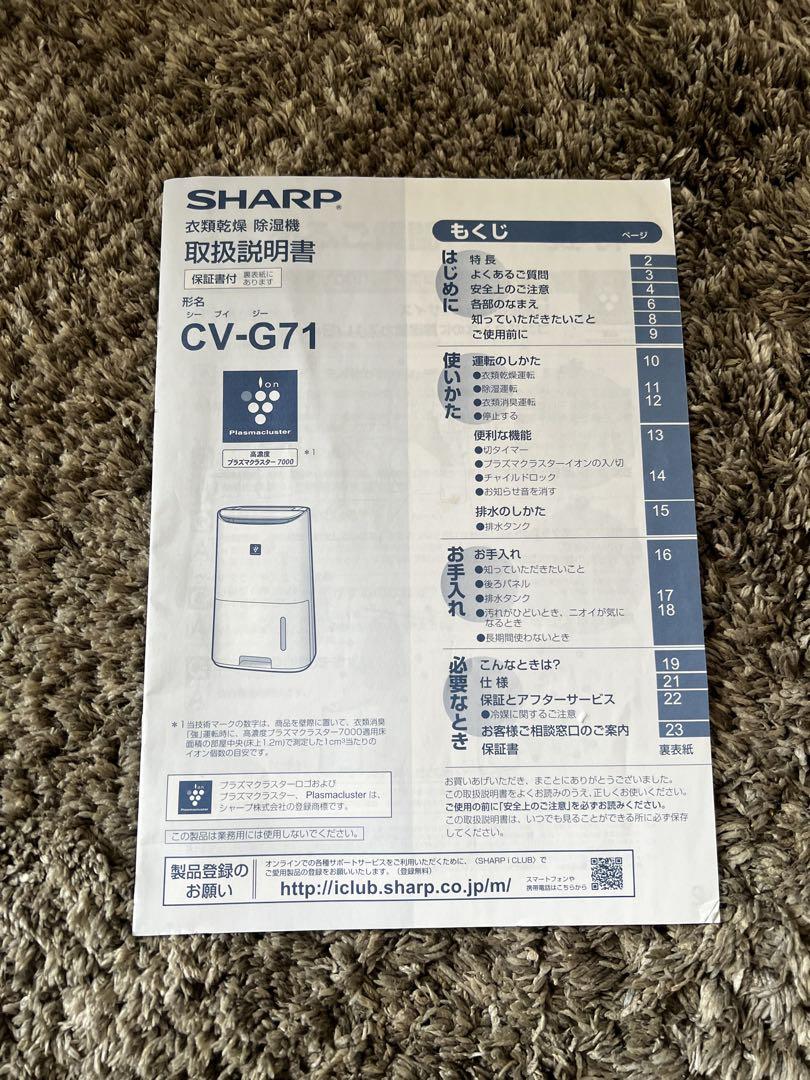 SHARP®
衣類乾燥 除湿機
取扱説明書
保証書付 裏表紙に
あります
形名
シー ブイ ジー
CV-G71
ion
Plasmacluster
高濃度
プラズマクラスター7000
*1
*1 当技術マークの数字は、商品を壁際に置いて、衣類消臭
「強」運転時に、高濃度プラズマクラスター7000適用床
面積の部屋中央(床上1.2m)で測定した1cm³当たりの
イオン個数の目安です。
ion
Plasmacluster
プラズマクラスターロゴおよび
プラズマクラスター、Plasmacluster は、
シャープ株式会社の登録商標です。
この製品は業務用には使用しないでください。
もくじ ページ
はじめに
特長 2
よくあるご質問 3
安全上のご注意 4
各部のなまえ 6
知っていただきたいこと 8
ご使用前に 9
使いかた
運転のしかた 10
●衣類乾燥運転
●除湿運転 11
●衣類消臭運転 12
●停止する
便利な機能 13
●切タイマー
●プラズマクラスターイオンの入/切
●チャイルドロック 14
●お知らせ音を消す
排水のしかた 15
●排水タンク
お手入れ
お手入れ 16
●知っていただきたいこと
●後ろパネル
●排水タンク 17
●汚れがひどいとき、ニオイが気に 18
なるとき
●長期間使わないとき
必要なとき
こんなときは? 19
仕様 21
保証とアフターサービス 22
●冷媒に関するご注意
お客様ご相談窓口のご案内 23
保証書 裏表紙
お買いあげいただき、まことにありがとうございました。
この取扱説明書をよくお読みのうえ、正しくお使いください。
ご使用の前に「安全上のご注意」を必ずお読みください。
この取扱説明書は、いつでも見ることができる所に必ず保存
してください。
製品登録の
お願い
オンラインでの各種サポートサービスをご利用いただくために、〈SHARP i CLUB〉で
ご愛用製品の登録をお願いいたします。(登録無料)
http://iclub.sharp.co.jp/m/
スマートフォンや
携帯電話はこちらから